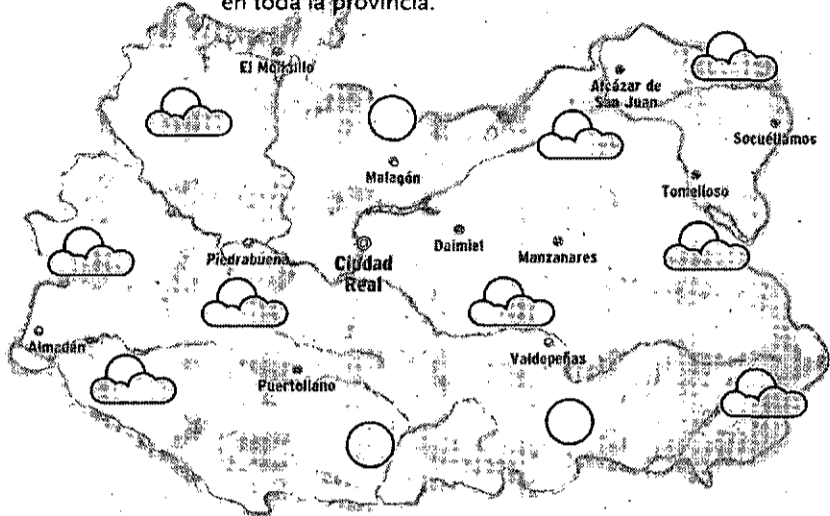 en toda la provincia.
El Molinillo
Alcázar de
San Juan
Socuéllamos
Malagón
Tomelloso
Piedrabuena
Ciudad
Real
Daimiel
Manzanares
Almadén
Valdepeñas
Puertollano